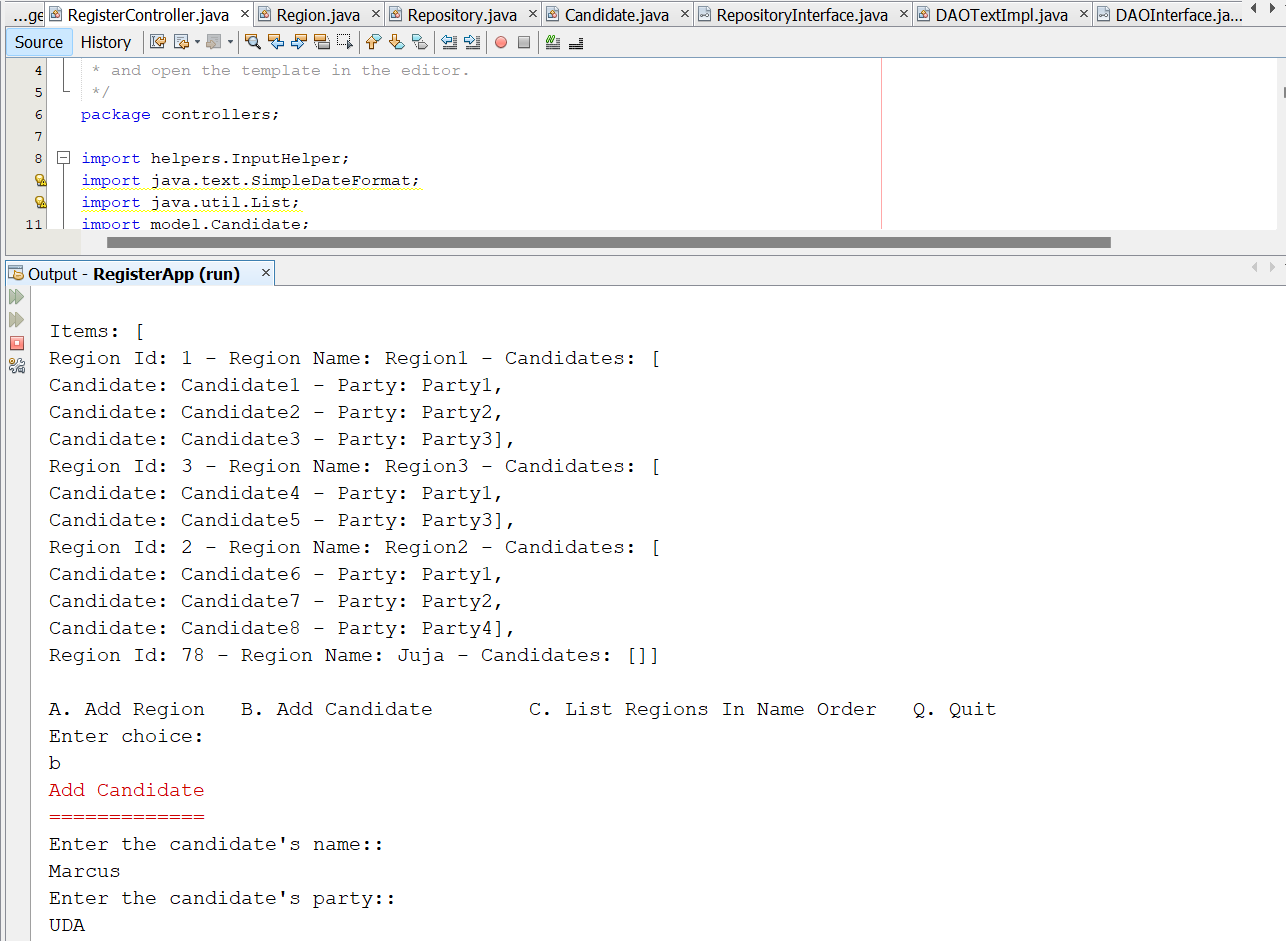 ...ge RegisterController.java × Region.java × Repository.java × Candidate.java × RepositoryInterface.java × DAOTextImpl.java × DAOInterface.ja...
Source History
4 * and open the template in the editor.
5 */
6 package controllers;
7
8 import helpers.InputHelper;
import java.text.SimpleDateFormat;
import java.util.List;
11 import model.Candidate;
Output - RegisterApp (run) ×
Items: [
Region Id: 1 - Region Name: Region1 - Candidates: [
Candidate: Candidate1 - Party: Party1,
Candidate: Candidate2 - Party: Party2,
Candidate: Candidate3 - Party: Party3],
Region Id: 3 - Region Name: Region3 - Candidates: [
Candidate: Candidate4 - Party: Party1,
Candidate: Candidate5 - Party: Party3],
Region Id: 2 - Region Name: Region2 - Candidates: [
Candidate: Candidate6 - Party: Party1,
Candidate: Candidate7 - Party: Party2,
Candidate: Candidate8 - Party: Party4],
Region Id: 78 - Region Name: Juja - Candidates: []]
A. Add Region B. Add Candidate C. List Regions In Name Order Q. Quit
Enter choice:
b
Add Candidate
=============
Enter the candidate's name::
Marcus
Enter the candidate's party::
UDA